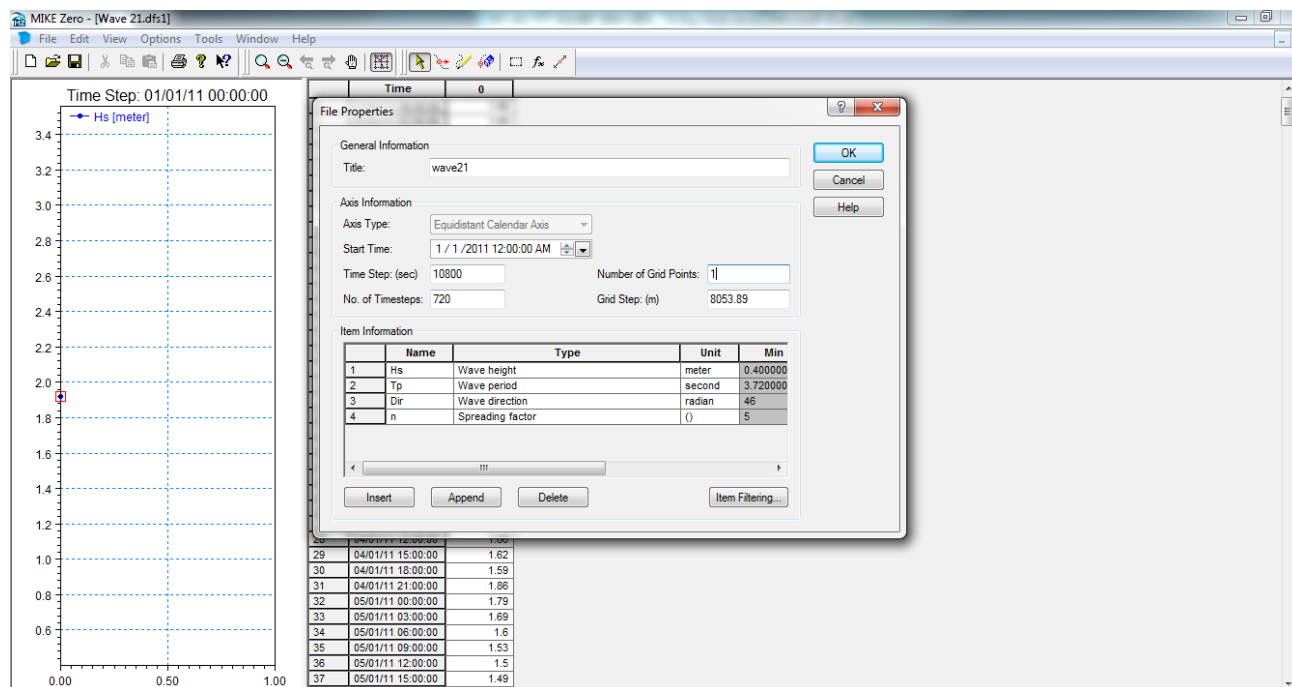 MIKE Zero - [Wave 21.dfs1]
File Edit View Options Tools Window Help
Time Step: 01/01/11 00:00:00
Hs [meter]
3.4
3.2
3.0
2.8
2.6
2.4
2.2
2.0
1.8
1.6
1.4
1.2
1.0
0.8
0.6
0.00 0.50 1.00
Time 0
File Properties
General Information
Title: wave21
OK
Cancel
Help
Axis Information
Axis Type: Equidistant Calendar Axis
Start Time: 1 / 1 /2011 12:00:00 AM
Time Step: (sec) 10800 Number of Grid Points: 1
No. of Timesteps: 720 Grid Step: (m) 8053.89
Item Information
Name Type Unit Min
1 Hs Wave height meter 0.400000
2 Tp Wave period second 3.720000
3 Dir Wave direction radian 46
4 n Spreading factor () 5
Insert Append Delete Item Filtering...
29 04/01/11 15:00:00 1.62
30 04/01/11 18:00:00 1.59
31 04/01/11 21:00:00 1.86
32 05/01/11 00:00:00 1.79
33 05/01/11 03:00:00 1.69
34 05/01/11 06:00:00 1.6
35 05/01/11 09:00:00 1.53
36 05/01/11 12:00:00 1.5
37 05/01/11 15:00:00 1.49